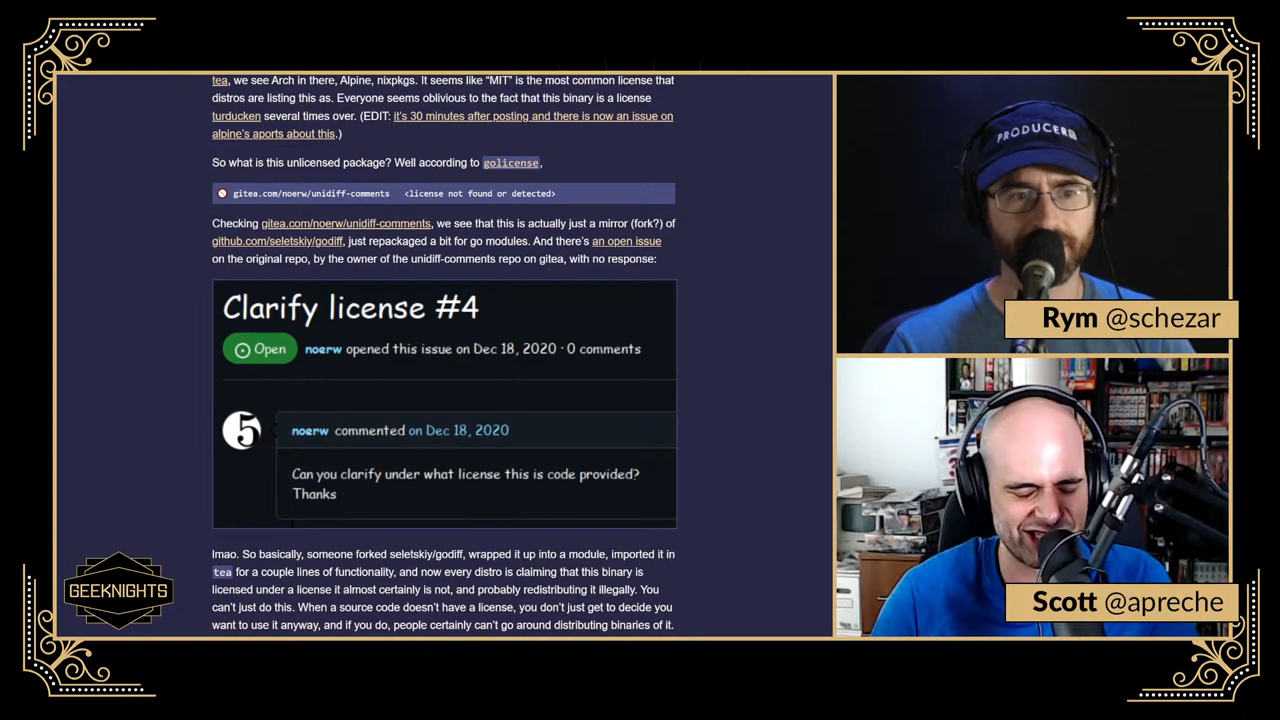 tea, we see Arch in there, Alpine, nixpkgs. It seems like “MIT” is the most common license that
distros are listing this as. Everyone seems oblivious to the fact that this binary is a license
turducken several times over. (EDIT: it’s 30 minutes after posting and there is now an issue on
alpine’s aports about this.)
So what is this unlicensed package? Well according to golicense,
gitea.com/noerw/unidiff-comments <license not found or detected>
Checking gitea.com/noerw/unidiff-comments, we see that this is actually just a mirror (fork?) of
github.com/seletskiy/godiff, just repackaged a bit for go modules. And there’s an open issue
on the original repo, by the owner of the unidiff-comments repo on gitea, with no response:
Clarify license #4
Open noerw opened this issue on Dec 18, 2020 · 0 comments
5
noerw commented on Dec 18, 2020
Can you clarify under what license this is code provided?
Thanks
lmao. So basically, someone forked seletskiy/godiff, wrapped it up into a module, imported it in
tea for a couple lines of functionality, and now every distro is claiming that this binary is
licensed under a license it almost certainly is not, and probably redistributing it illegally. You
can’t just do this. When a source code doesn’t have a license, you don’t just get to decide you
want to use it anyway, and if you do, people certainly can’t go around distributing binaries of it.
GEEKNIGHTS
PRODUCER
Rym @schezar
Scott @apreche